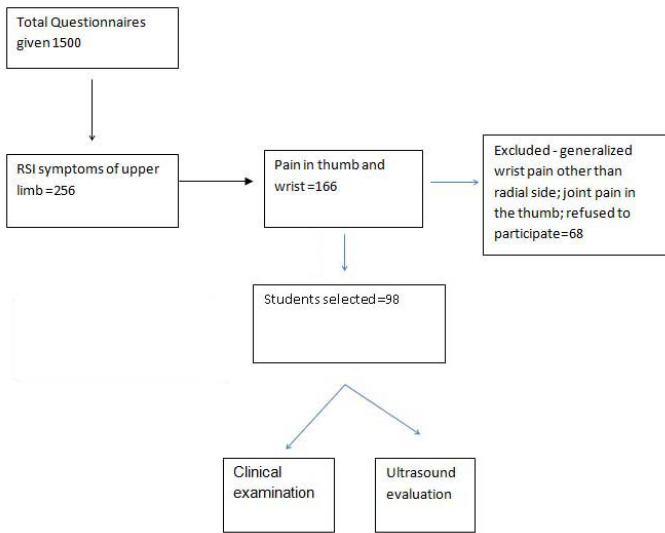 Total Questionnaires
given 1500
RSI symptoms of upper
limb =256
Pain in thumb and
wrist =166
Excluded - generalized
wrist pain other than
radial side; joint pain in
the thumb; refused to
participate=68
Students selected=98
Clinical
examination
Ultrasound
evaluation